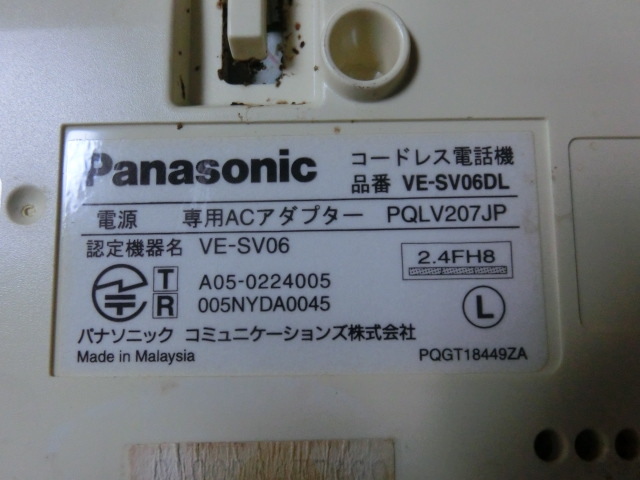 Panasonic
コードレス電話機
品番 VE-SV06DL
電源 専用ACアダプター PQLV207JP
認定機器名 VE-SV06
2.4FH8
T A05-0224005
R 005NYDA0045
L
パナソニック コミュニケーションズ株式会社
Made in Malaysia
PQGT18449ZA